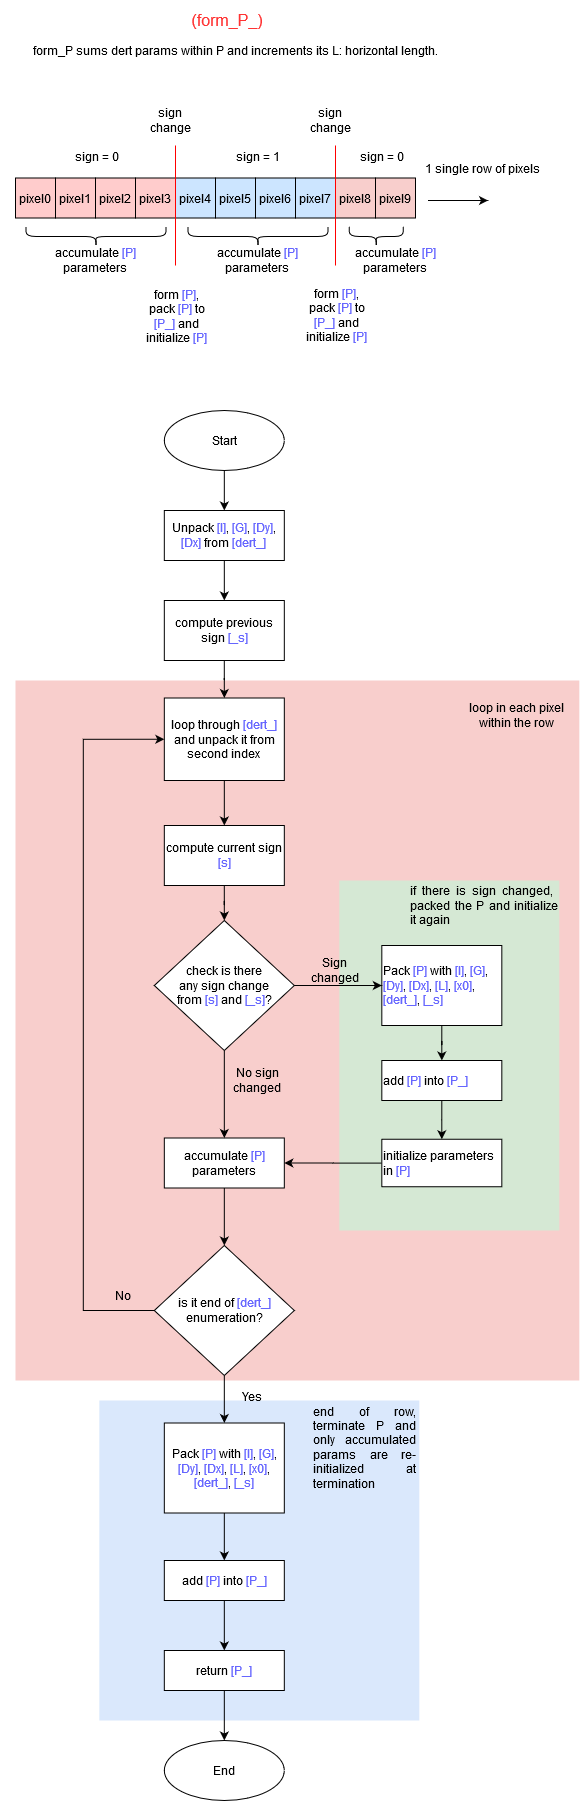 (form_P_)
form_P sums dert params within P and increments its L: horizontal length.
sign
change
sign
change
sign = 0
sign = 1
sign = 0
1 single row of pixels
pixel0 pixel1 pixel2 pixel3 pixel4 pixel5 pixel6 pixel7 pixel8 pixel9
accumulate [P]
parameters
accumulate [P]
parameters
accumulate [P]
parameters
form [P],
pack [P] to
[P_] and
initialize [P]
form [P],
pack [P] to
[P_] and
initialize [P]
Start
Unpack [I], [G], [Dy],
[Dx] from [dert_]
compute previous
sign [_s]
loop in each pixel
within the row
loop through [dert_]
and unpack it from
second index
compute current sign
[s]
if there is sign changed,
packed the P and initialize
it again
check is there
any sign change
from [s] and [_s]?
Sign
changed
Pack [P] with [I], [G],
[Dy], [Dx], [L], [x0],
[dert_], [_s]
No sign
changed
add [P] into [P_]
accumulate [P]
parameters
initialize parameters
in [P]
is it end of [dert_]
enumeration?
No
Yes
end of row,
terminate P and
only accumulated
params are re-
initialized at
termination
Pack [P] with [I], [G],
[Dy], [Dx], [L], [x0],
[dert_], [_s]
add [P] into [P_]
return [P_]
End